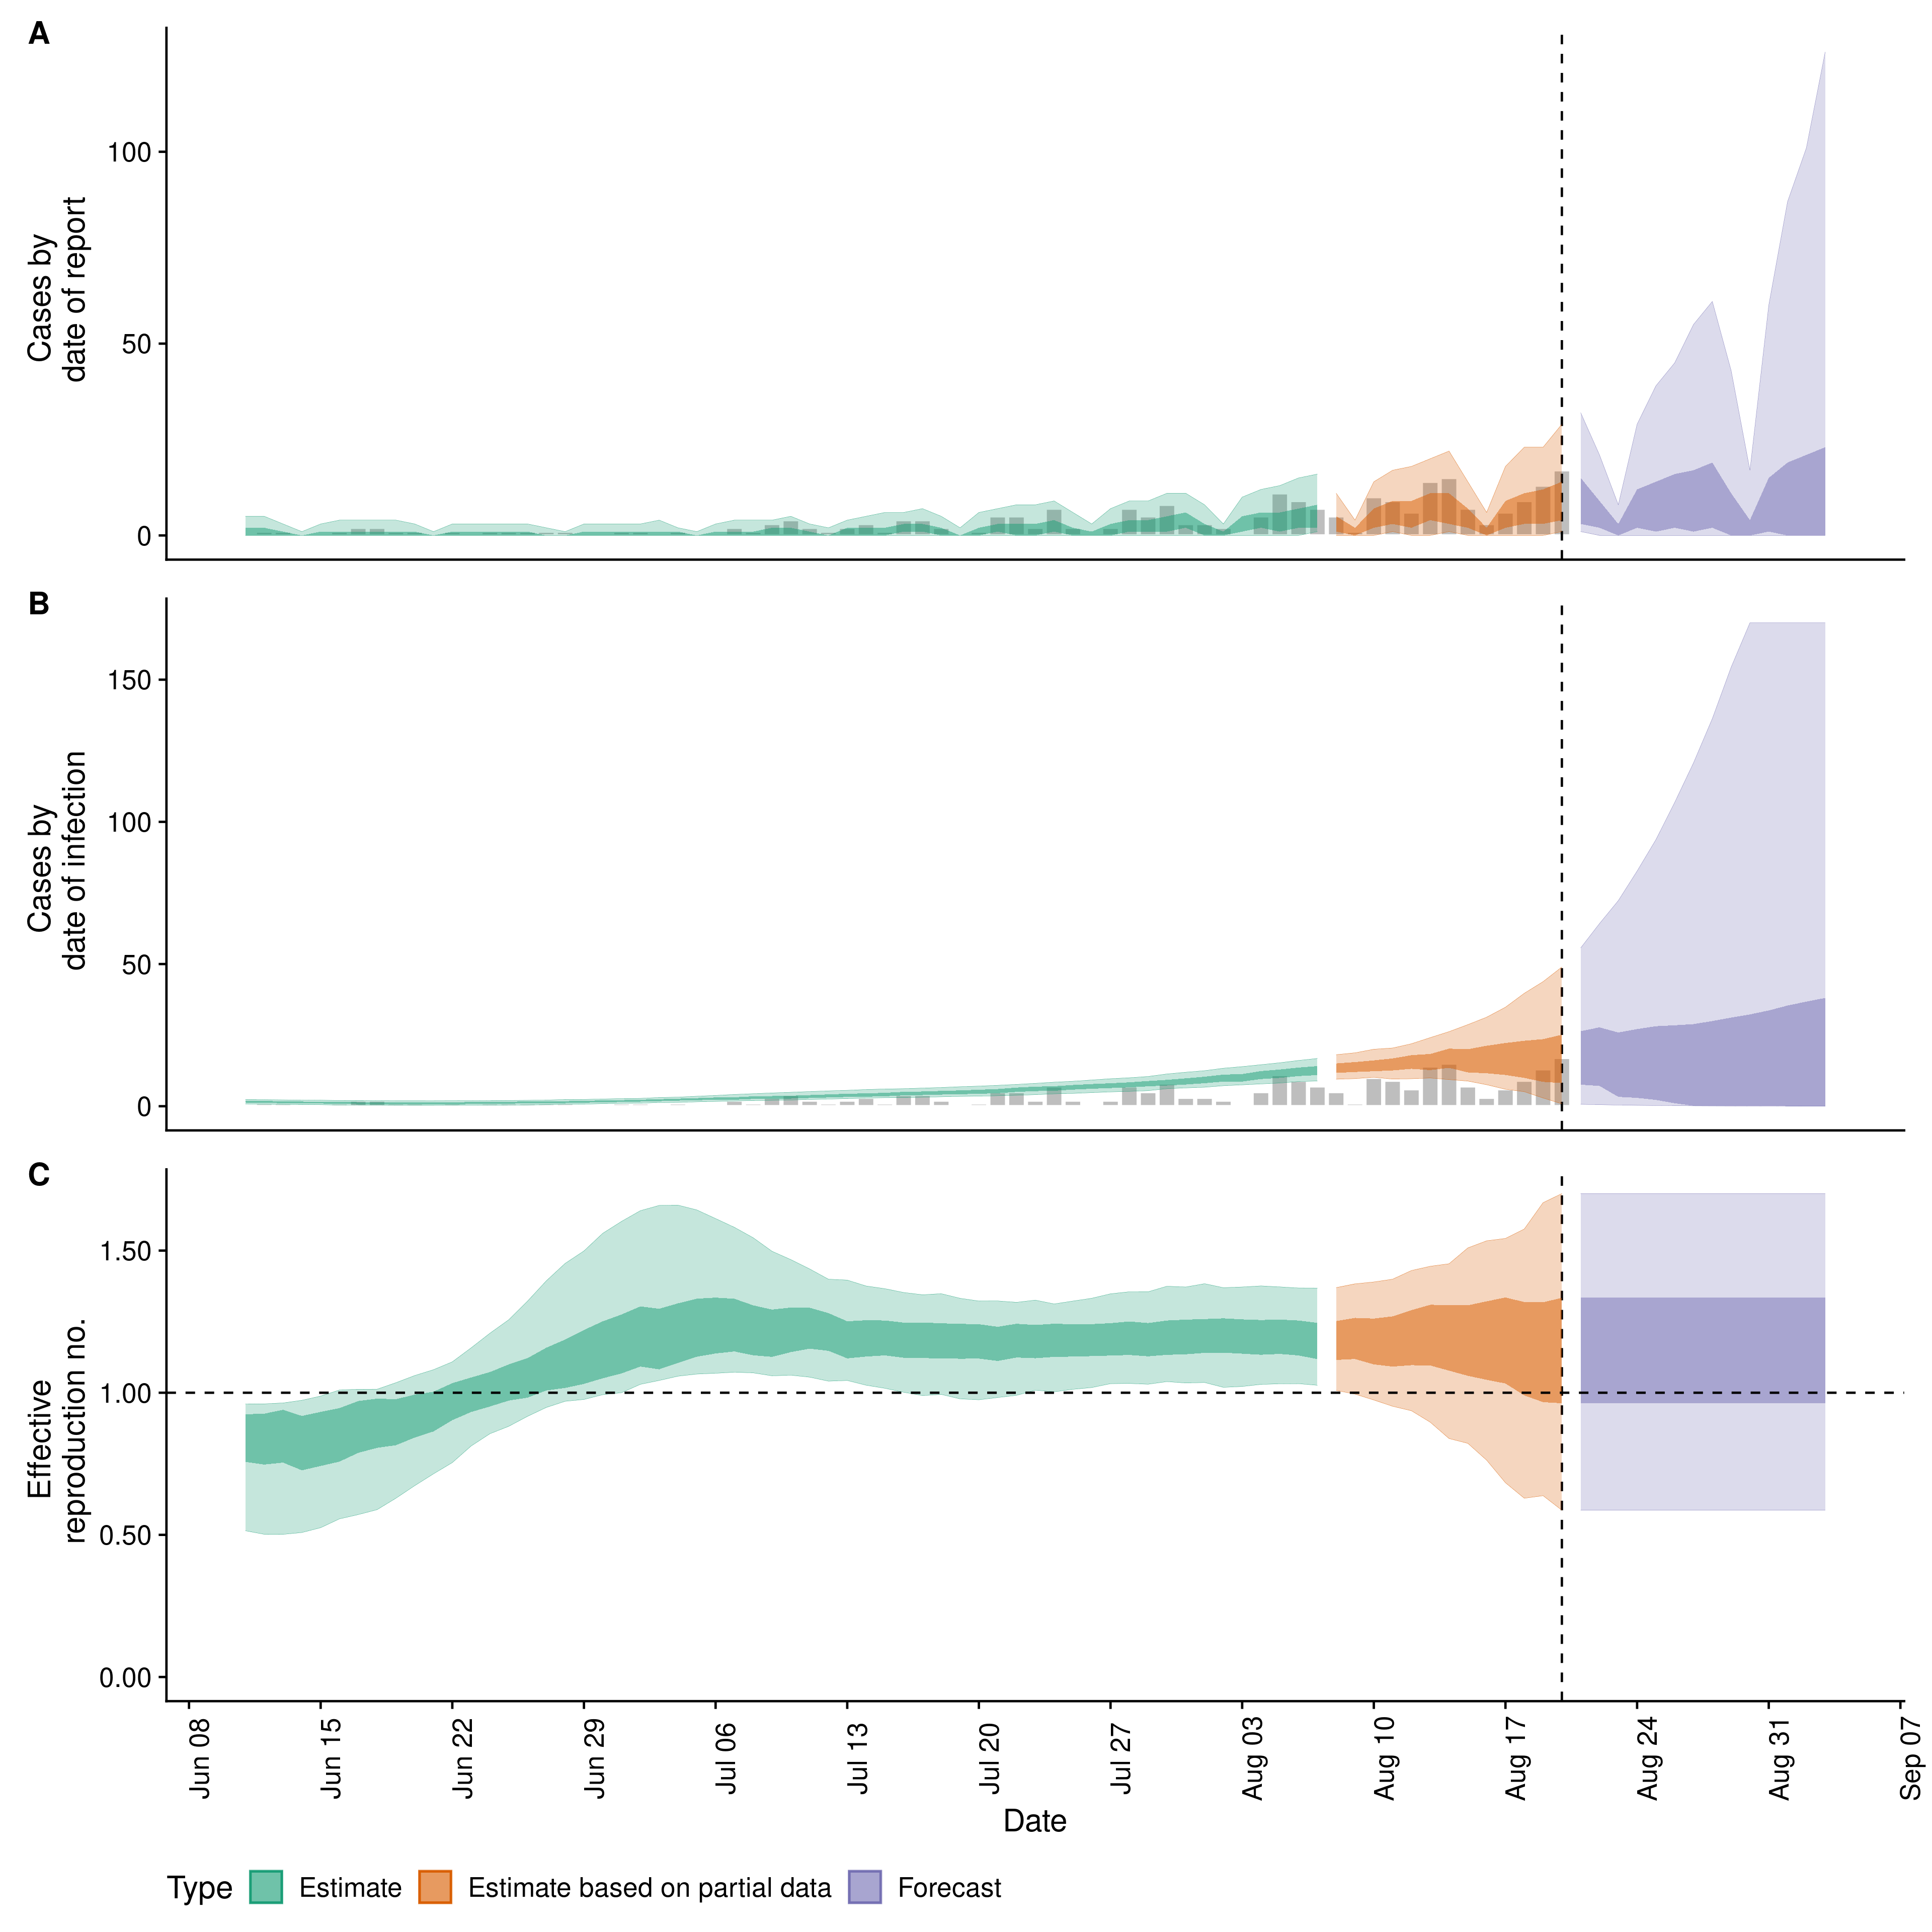 A
Cases by
date of report
100
50
0
B
Cases by
date of infection
150
100
50
0
C
Effective
reproduction no.
1.50
1.00
0.50
0.00
Jun 08
Jun 15
Jun 22
Jun 29
Jul 06
Jul 13
Jul 20
Jul 27
Aug 03
Aug 10
Aug 17
Aug 24
Aug 31
Sep 07
Date
Type Estimate Estimate based on partial data Forecast